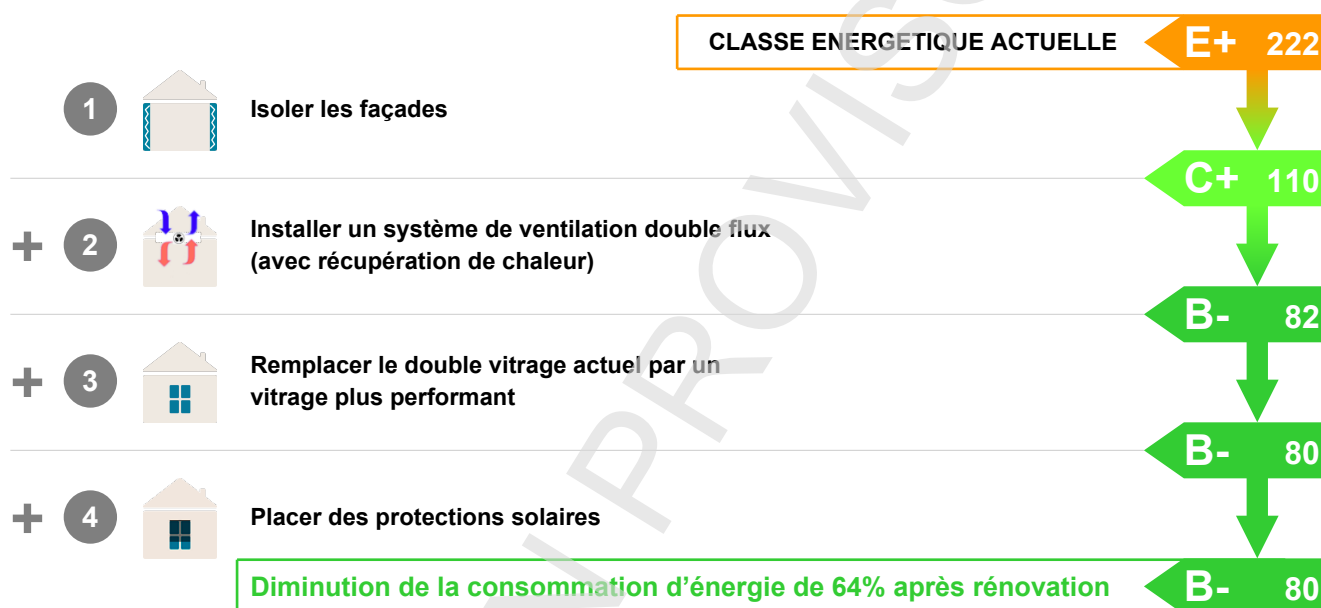 CLASSE ENERGETIQUE ACTUELLE E+ 222
1 Isoler les façades
C+ 110
+ 2 Installer un système de ventilation double flux
(avec récupération de chaleur)
B- 82
+ 3 Remplacer le double vitrage actuel par un
vitrage plus performant
B- 80
+ 4 Placer des protections solaires
Diminution de la consommation d’énergie de 64% après rénovation B- 80